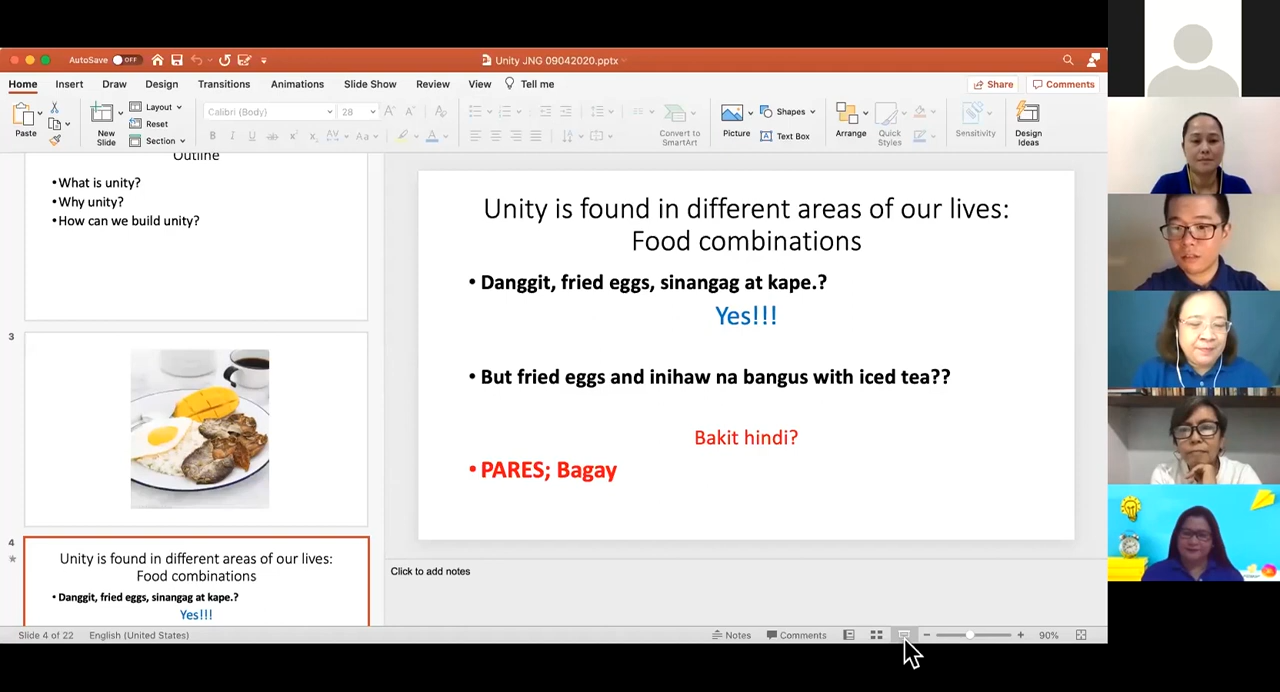 AutoSave OFF
Unity JNG 09042020.pptx
Home Insert Draw Design Transitions Animations Slide Show Review View Tell me
Share Comments
Paste
New Slide
Layout
Reset
Section
Calibri (Body) 28
B I U
Aa
Convert to SmartArt
Picture
Shapes
Text Box
Arrange
Quick Styles
Sensitivity
Design Ideas
Outline
•What is unity?
•Why unity?
•How can we build unity?
3
4
Unity is found in different areas of our lives:
Food combinations
• Danggit, fried eggs, sinangag at kape.?
Yes!!!
Unity is found in different areas of our lives:
Food combinations
• Danggit, fried eggs, sinangag at kape.?
Yes!!!
• But fried eggs and inihaw na bangus with iced tea??
Bakit hindi?
• PARES; Bagay
Click to add notes
Slide 4 of 22 English (United States)
Notes Comments 90%